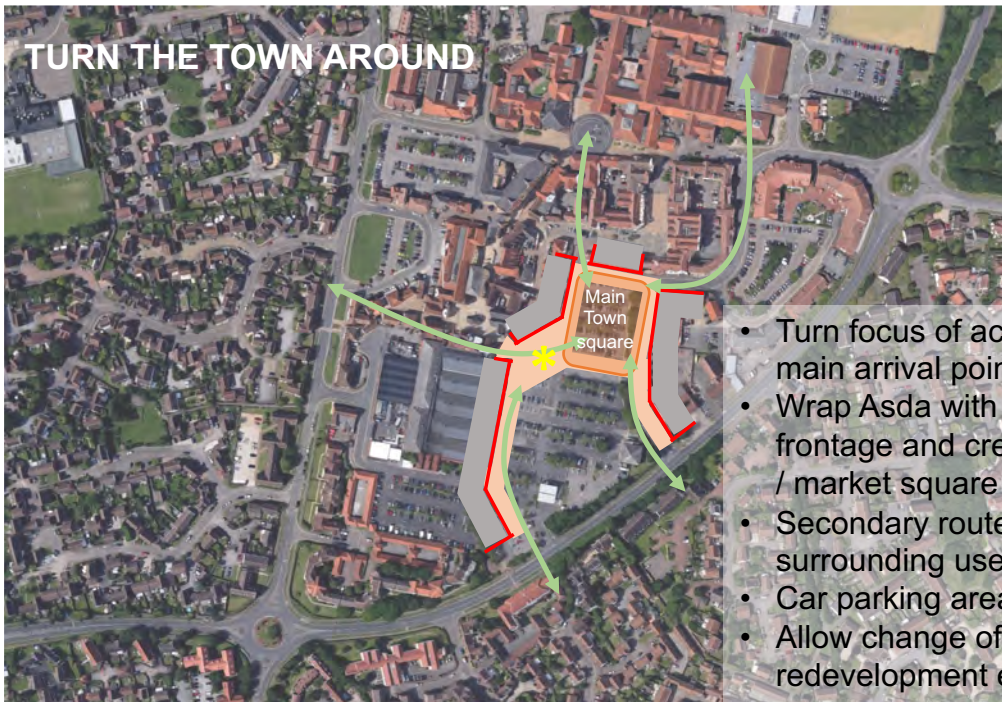 TURN THE TOWN AROUND
Main
Town
square
• Turn focus of ac
main arrival poin
• Wrap Asda with
frontage and cre
/ market square
• Secondary route
surrounding use
• Car parking area
• Allow change of
redevelopment e